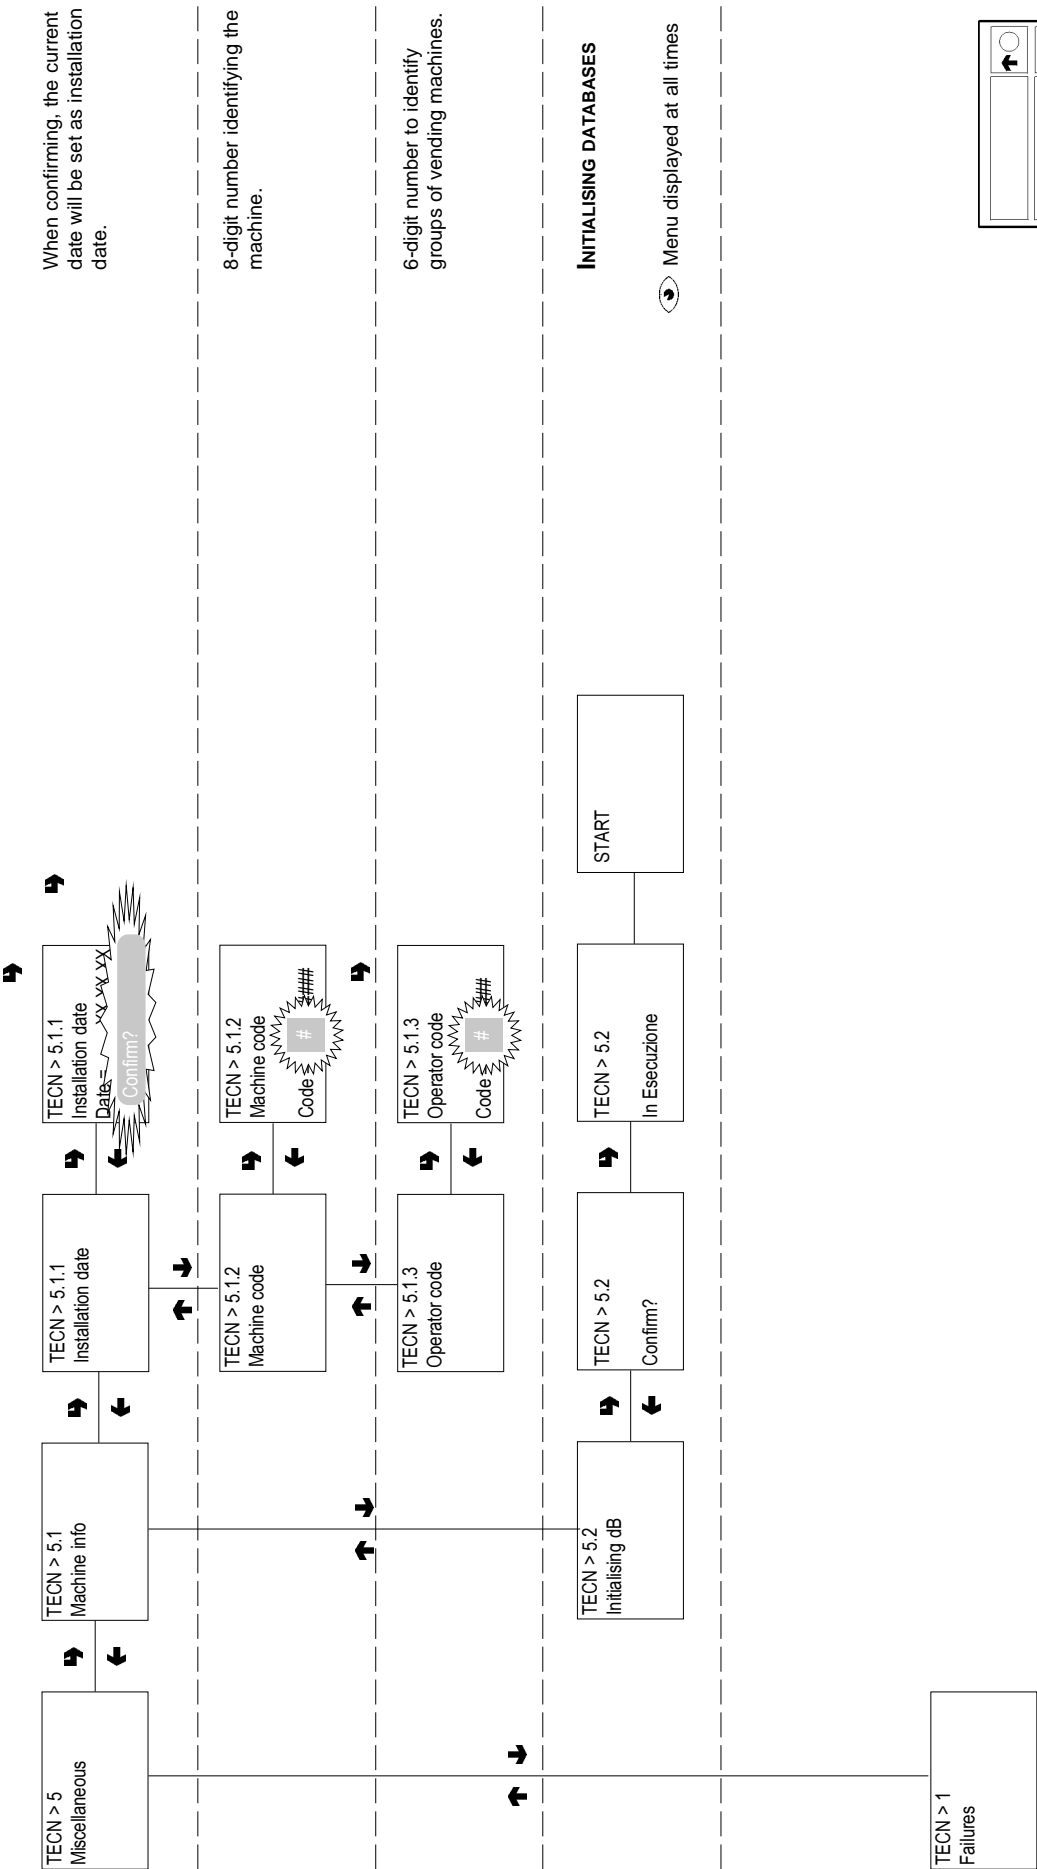 TECN > 5
Miscellaneous
TECN > 5.1
Machine info
TECN > 5.1.1
Installation date
TECN > 5.1.1
Installation date
Date = XX XX XX
Confirm?
When confirming, the current
date will be set as installation
date.
TECN > 5.1.2
Machine code
TECN > 5.1.2
Machine code
Code # ####
8-digit number identifying the
machine.
TECN > 5.1.3
Operator code
TECN > 5.1.3
Operator code
Code # ###
6-digit number to identify
groups of vending machines.
TECN > 5.2
Initialising dB
TECN > 5.2
Confirm?
TECN > 5.2
In Esecuzione
START
INITIALISING DATABASES
Menu displayed at all times
TECN > 1
Failures